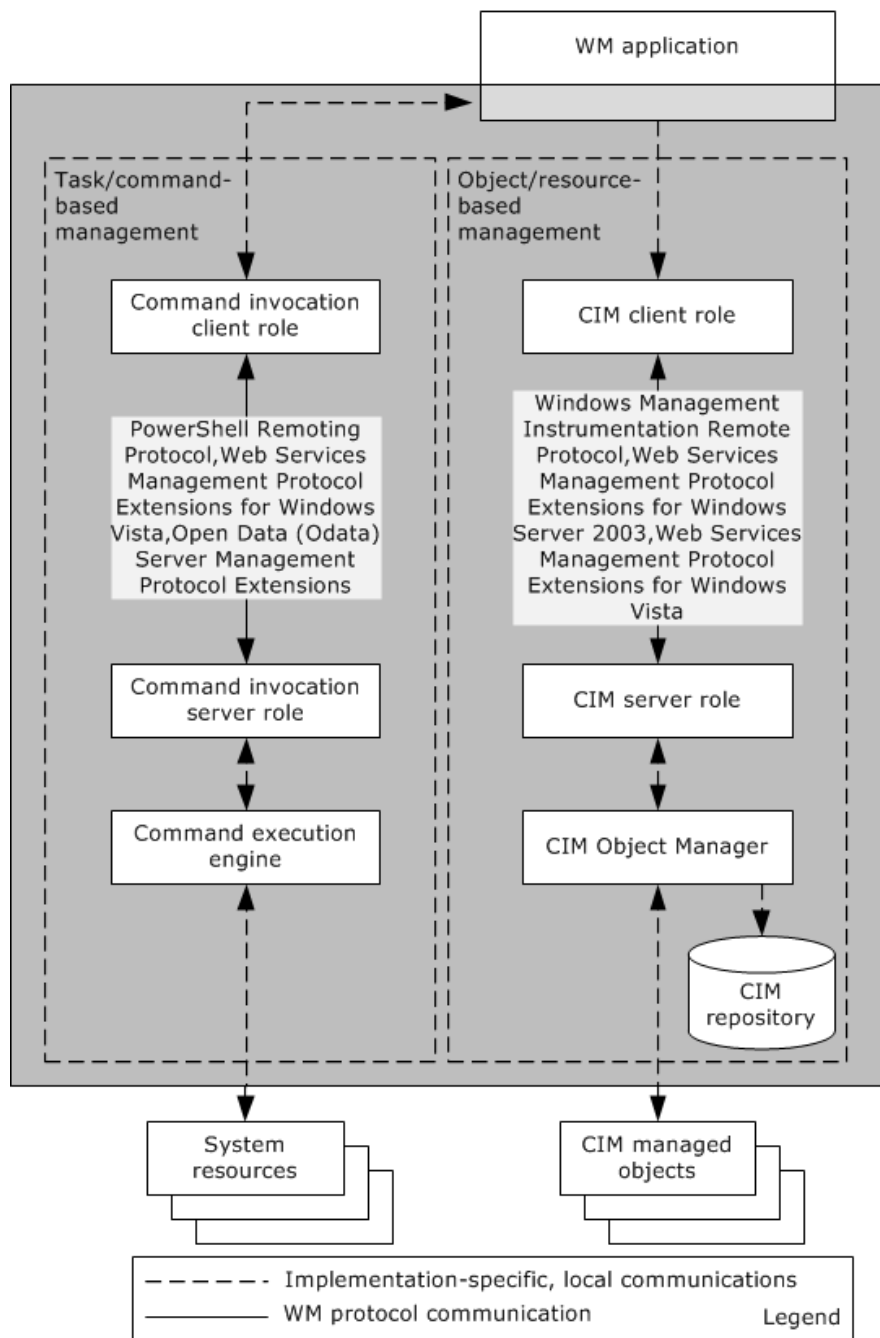 WM application
Task/command-
based
management
Object/resource-
based
management
Command invocation
client role
CIM client role
PowerShell Remoting
Protocol,Web Services
Management Protocol
Extensions for Windows
Vista,Open Data (Odata)
Server Management
Protocol Extensions
Windows Management
Instrumentation Remote
Protocol,Web Services
Management Protocol
Extensions for Windows
Server 2003,Web Services
Management Protocol
Extensions for Windows
Vista
Command invocation
server role
CIM server role
Command execution
engine
CIM Object Manager
CIM
repository
System
resources
CIM managed
objects
Implementation-specific, local communications
WM protocol communication
Legend